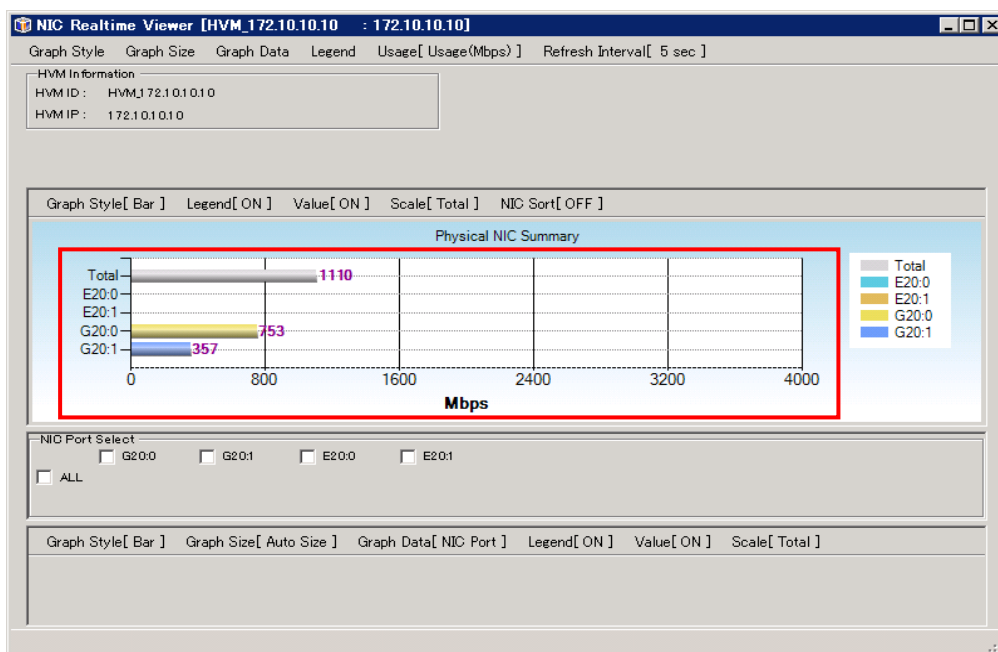 NIC Realtime Viewer [HVM_172.10.10.10 : 172.10.10.10]
Graph Style Graph Size Graph Data Legend Usage[ Usage(Mbps) ] Refresh Interval[ 5 sec ]
HVM Information
HVM ID : HVM_172.10.10.10
HVM IP : 172.10.10.10
Graph Style[ Bar ] Legend[ ON ] Value[ ON ] Scale[ Total ] NIC Sort[ OFF ]
Physical NIC Summary
Total 1110
E20:0
E20:1
G20:0 753
G20:1 357
0 800 1600 2400 3200 4000
Mbps
Total
E20:0
E20:1
G20:0
G20:1
NIC Port Select
G20:0 G20:1 E20:0 E20:1
ALL
Graph Style[ Bar ] Graph Size[ Auto Size ] Graph Data[ NIC Port ] Legend[ ON ] Value[ ON ] Scale[ Total ]